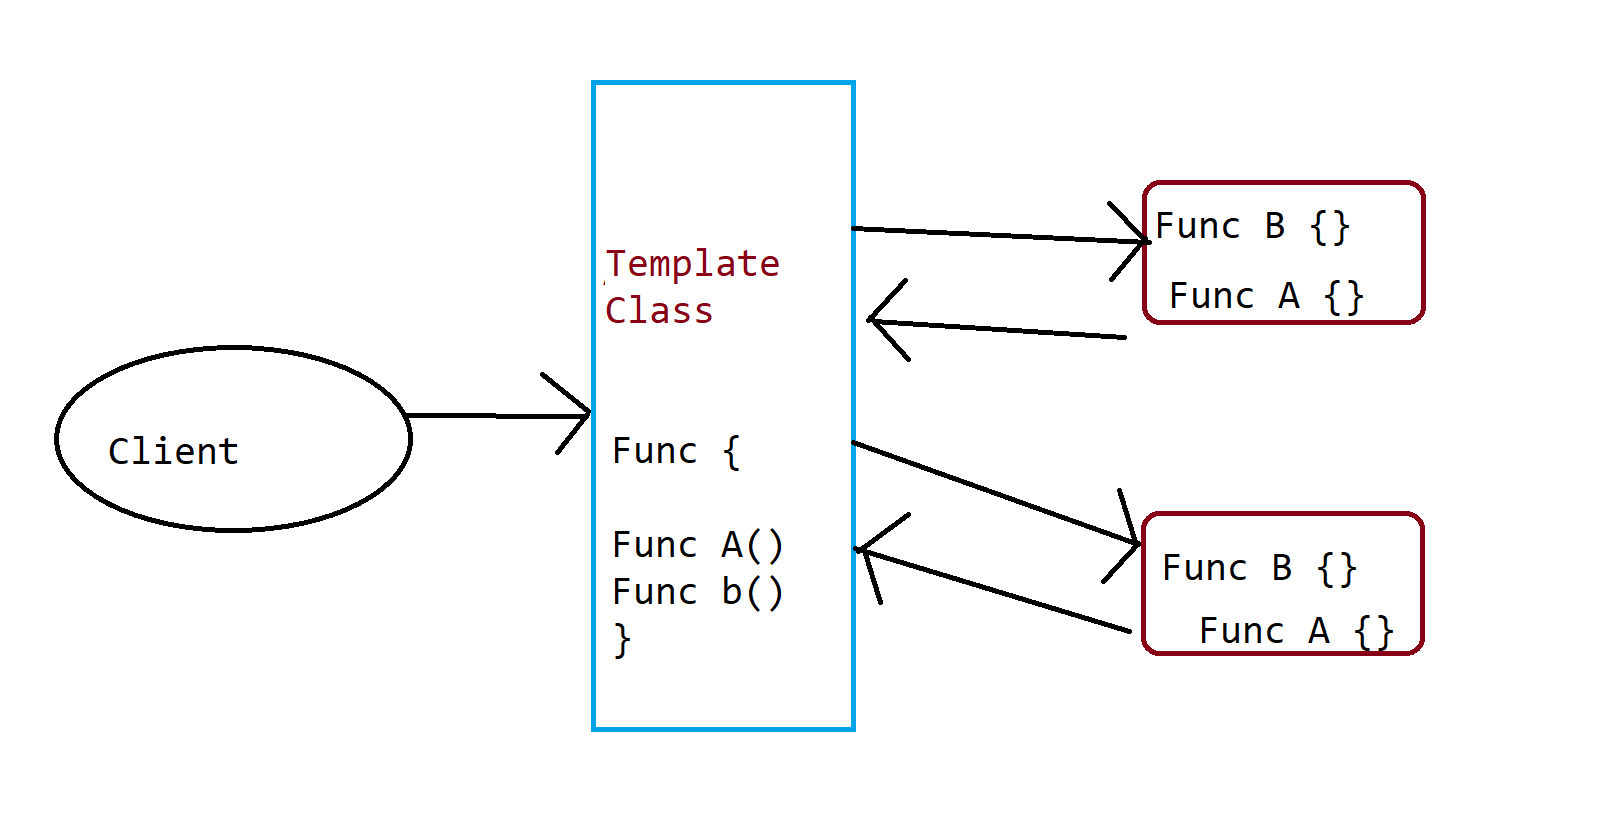 Client
Template
Class
Func {
Func A()
Func b()
}
Func B {}
Func A {}
Func B {}
Func A {}